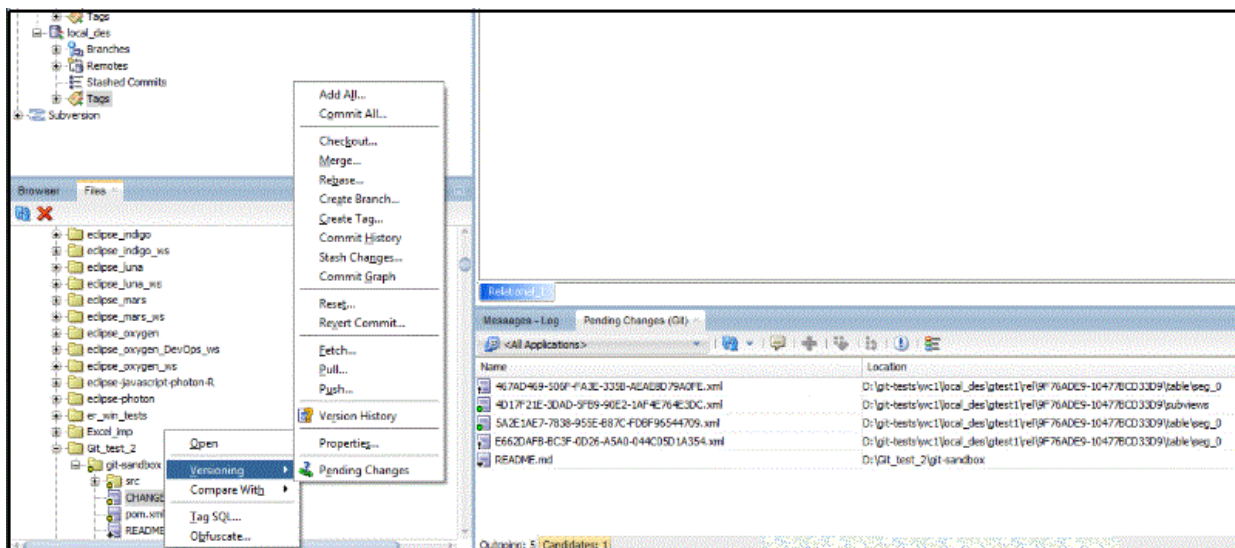 Tags
local_des
Branches
Remotes
Stashed Commits
Tags
Subversion
Browser
Files
eclipse_indigo
eclipse_indigo_ws
eclipse_juna
eclipse_luna_ws
eclipse_mars
eclipse_mars_ws
eclipse_oxygen
eclipse_oxygen_DevOps_ws
eclipse-javascript-photon-R
eclipse-photon
er_win_tests
Excel_imp
Git_test_2
git-sandbox
src
CHANGE
pom.xml
README
Open
Versioning
Compare With
Tag SQL...
Obfuscate...
Add All...
Commit All...
Checkout...
Merge...
Rebase...
Create Branch...
Create Tag...
Commit History
Stash Changes...
Commit Graph
Reset...
Revert Commit...
Fetch...
Pull...
Push...
Version History
Properties...
Pending Changes
Relational_1
Messages - Log
Pending Changes (Git)
<All Applications>
Name Location
467AD469-506F-FA3E-335B-AEAEBD79A0FE.xml D:\git-tests\wc1\local_des\gtest1\rel\9F76ADE9-10477BCD33D9\table\seg_0
4D17F21E-3DAD-5FB9-90E2-1AF4E764E3DC.xml D:\git-tests\wc1\local_des\gtest1\rel\9F76ADE9-10477BCD33D9\subviews
5A2E1AE7-7838-955E-B87C-FDBF96544709.xml D:\git-tests\wc1\local_des\gtest1\rel\9F76ADE9-10477BCD33D9\table\seg_0
E662DAFB-BC3F-0D26-A5A0-044C05D1A354.xml D:\git-tests\wc1\local_des\gtest1\rel\9F76ADE9-10477BCD33D9\table\seg_0
README.md D:\Git_test_2\git-sandbox
Outgoing: 5 Candidates: 1